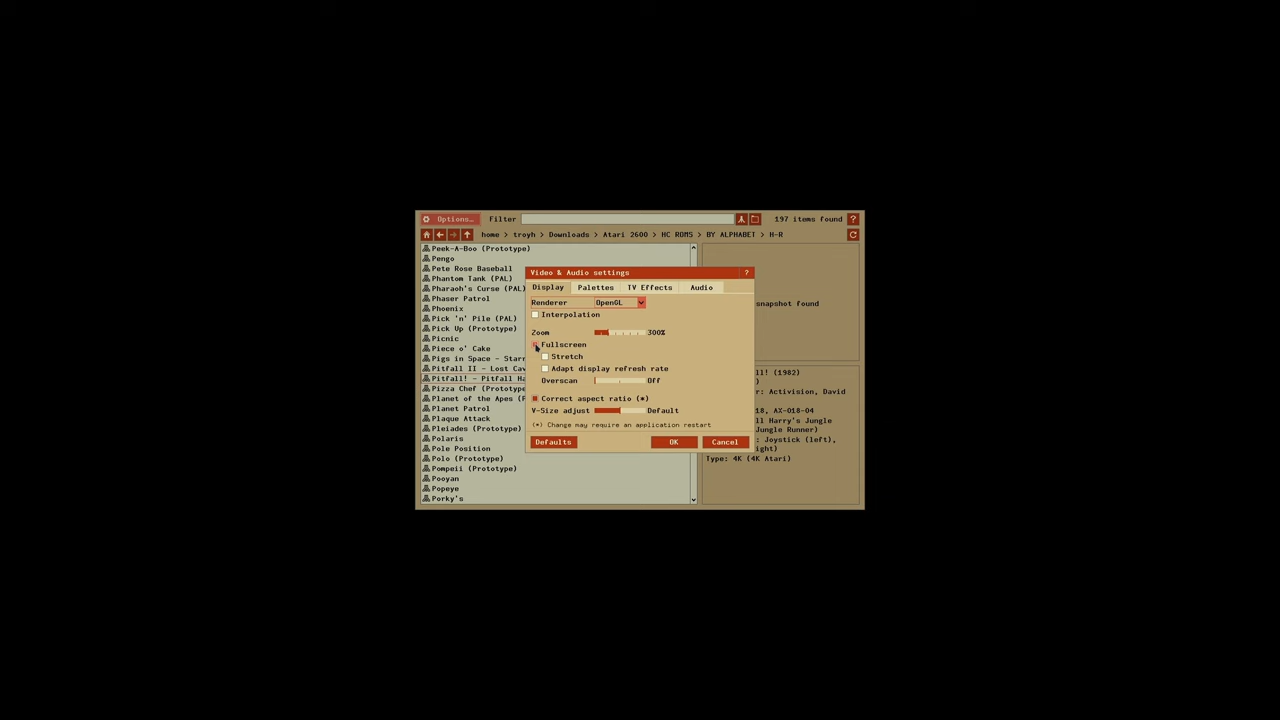 Options… Filter 197 items found ?
home > troyh > Downloads > Atari 2600 > HC ROMS > BY ALPHABET > H-R
Peek-A-Boo (Prototype)
Pengo
Pete Rose Baseball
Phantom Tank (PAL)
Pharaoh's Curse (PAL)
Phaser Patrol
Phoenix
Pick 'n' Pile (PAL)
Pick Up (Prototype)
Picnic
Piece o' Cake
Pigs in Space - Starr
Pitfall II - Lost Cav
Pitfall! - Pitfall Ha
Pizza Chef (Prototype
Planet of the Apes (P
Planet Patrol
Plaque Attack
Pleiades (Prototype)
Polaris
Pole Position
Polo (Prototype)
Pompeii (Prototype)
Pooyan
Popeye
Porky's
Video & Audio settings ?
Display Palettes TV Effects Audio
Renderer OpenGL
Interpolation
Zoom 300%
Fullscreen
Stretch
Adapt display refresh rate
Overscan Off
Correct aspect ratio (*)
V-Size adjust Default
(*) Change may require an application restart
Defaults OK Cancel
snapshot found
ll! (1982)
)
r: Activision, David
18, AX-018-04
ll Harry's Jungle
Jungle Runner)
: Joystick (left),
ight)
Type: 4K (4K Atari)